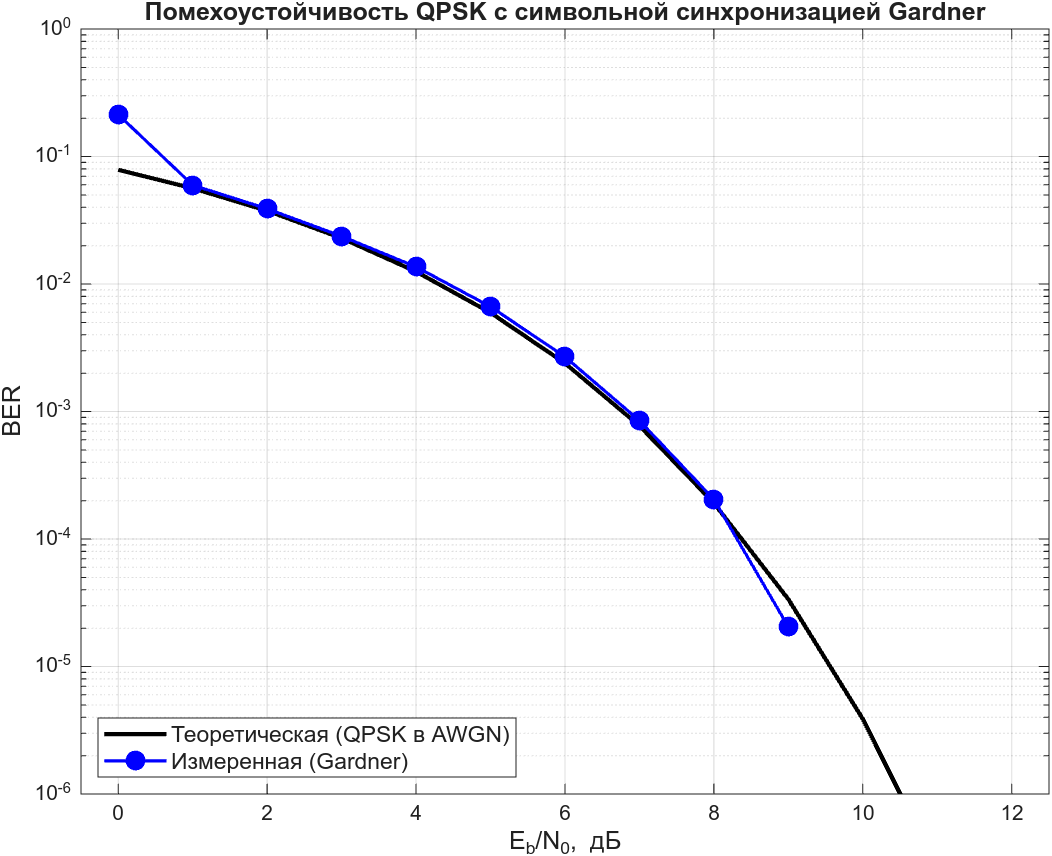 Помехоустойчивость QPSK с символьной синхронизацией Gardner
10^0
10^-1
10^-2
10^-3
10^-4
10^-5
10^-6
BER
Теоретическая (QPSK в AWGN)
Измеренная (Gardner)
0 2 4 6 8 10 12
E_b/N_0, дБ